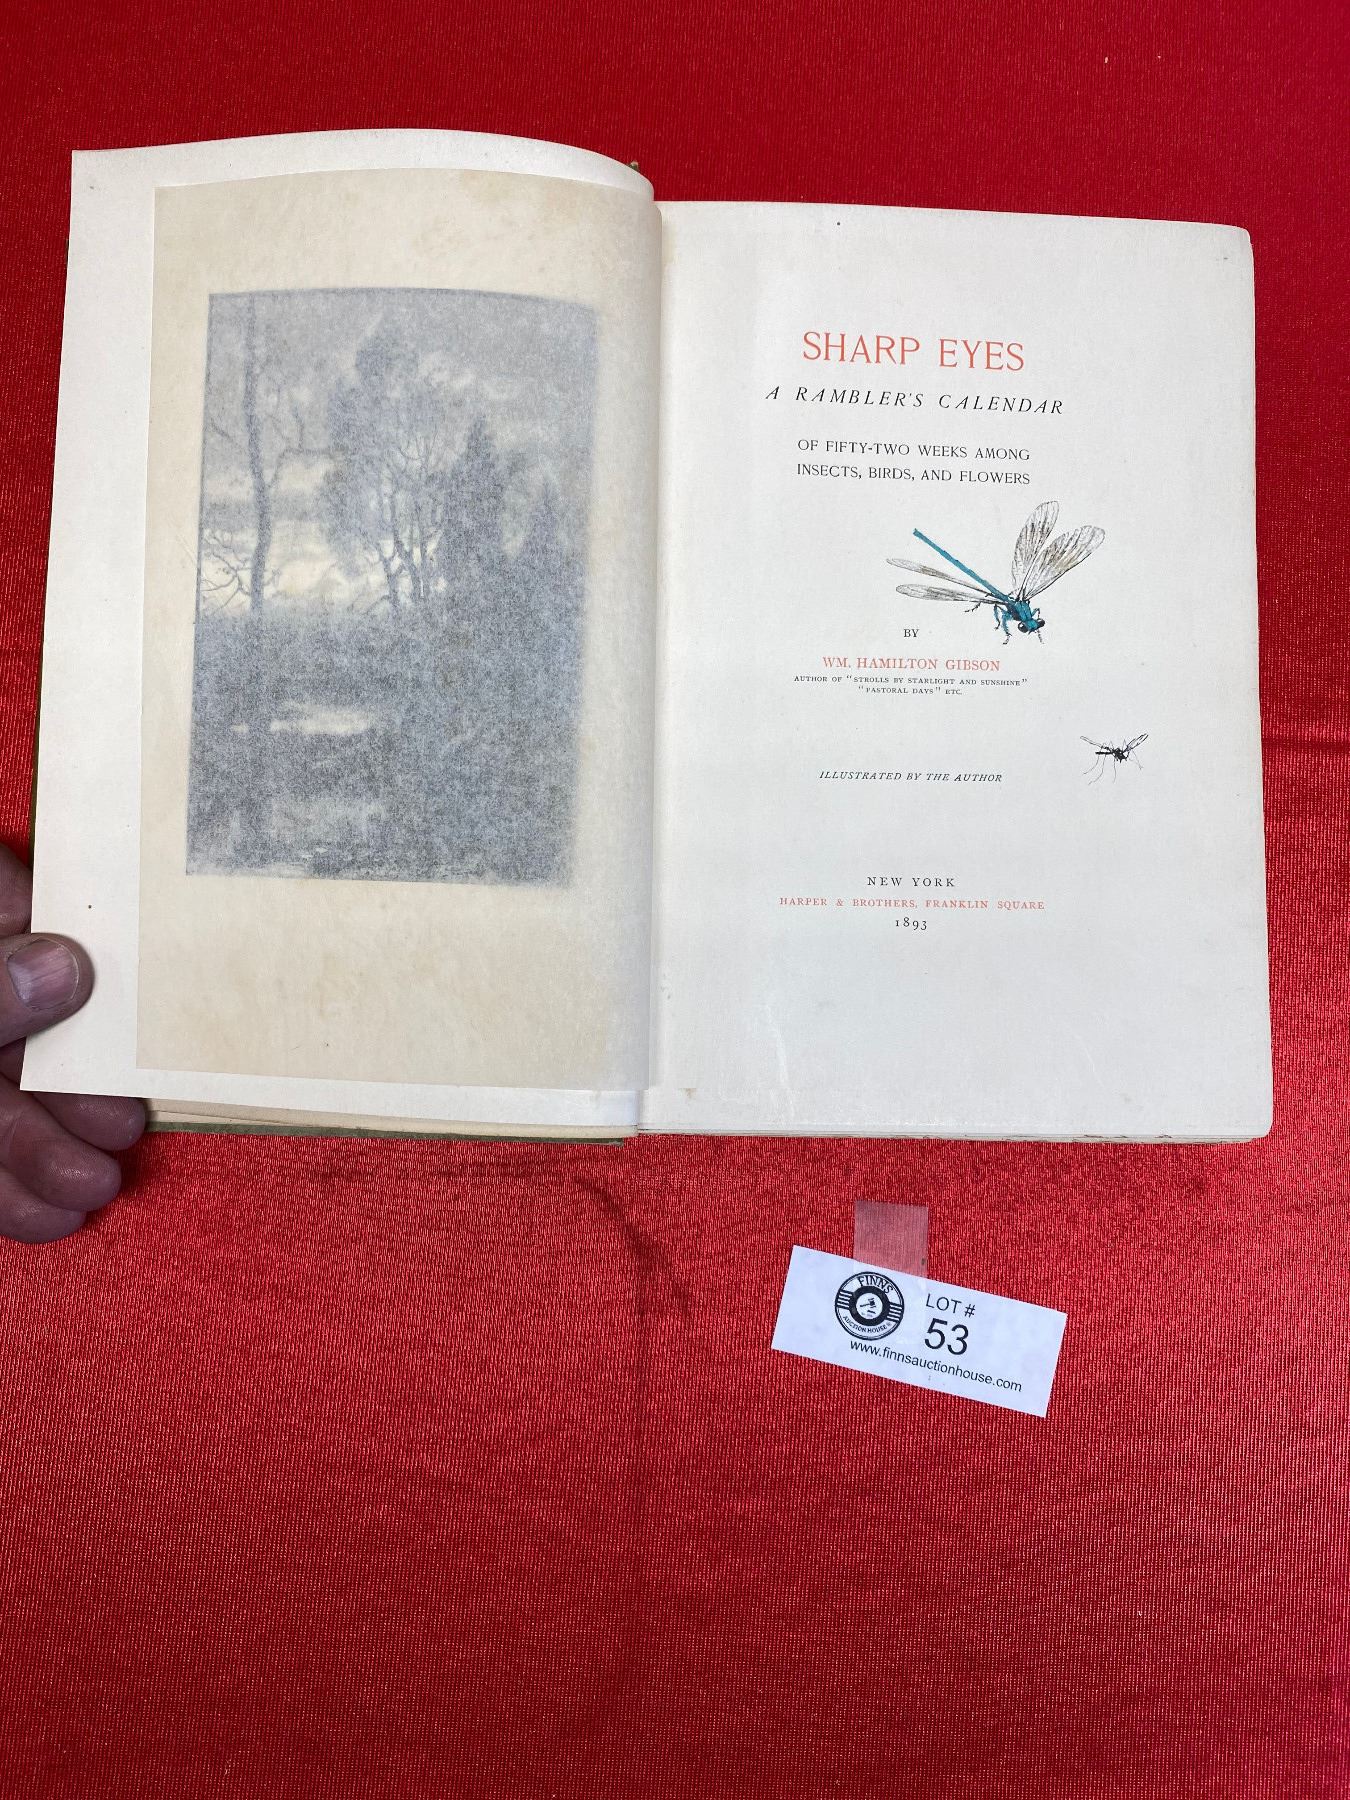 SHARP EYES
A RAMBLER'S CALENDAR
OF FIFTY-TWO WEEKS AMONG
INSECTS, BIRDS, AND FLOWERS
BY
WM. HAMILTON GIBSON
AUTHOR OF "STROLLS BY STARLIGHT AND SUNSHINE"
"PASTORAL DAYS" ETC.
ILLUSTRATED BY THE AUTHOR
NEW YORK
HARPER & BROTHERS, FRANKLIN SQUARE
1893
FINNS
AUCTION HOUSE
LOT #
53
www.finnsauctionhouse.com